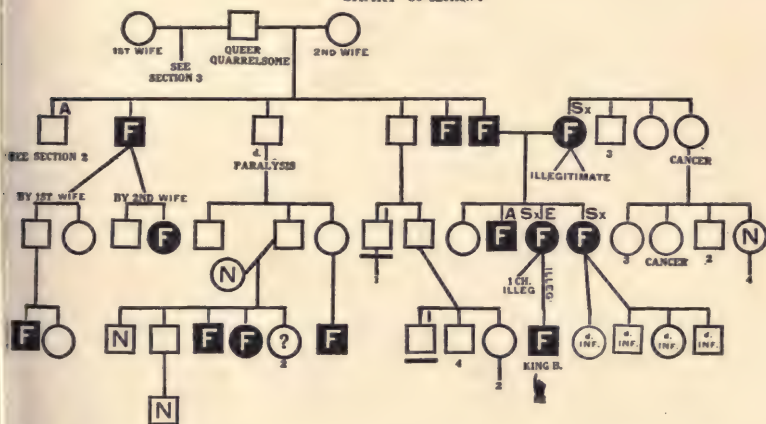 1ST WIFE
SEE
SECTION 3
QUEER
QUARRELSOME
2ND WIFE
A
Sx
SEE SECTION 2
F
d.
PARALYSIS
F
F
F
3
ILLEGITIMATE
CANCER
BY 1ST WIFE
BY 2ND WIFE
I
A
Sx
E
Sx
F
N
1
F
F
F
1 CH.
ILLEG
ILLEG.
3
CANCER
2
N
4
F
N
F
F
?
2
F
I
4
2
F
KING B.
d.
INF.
d.
INF.
d.
INF.
d.
INF.
N